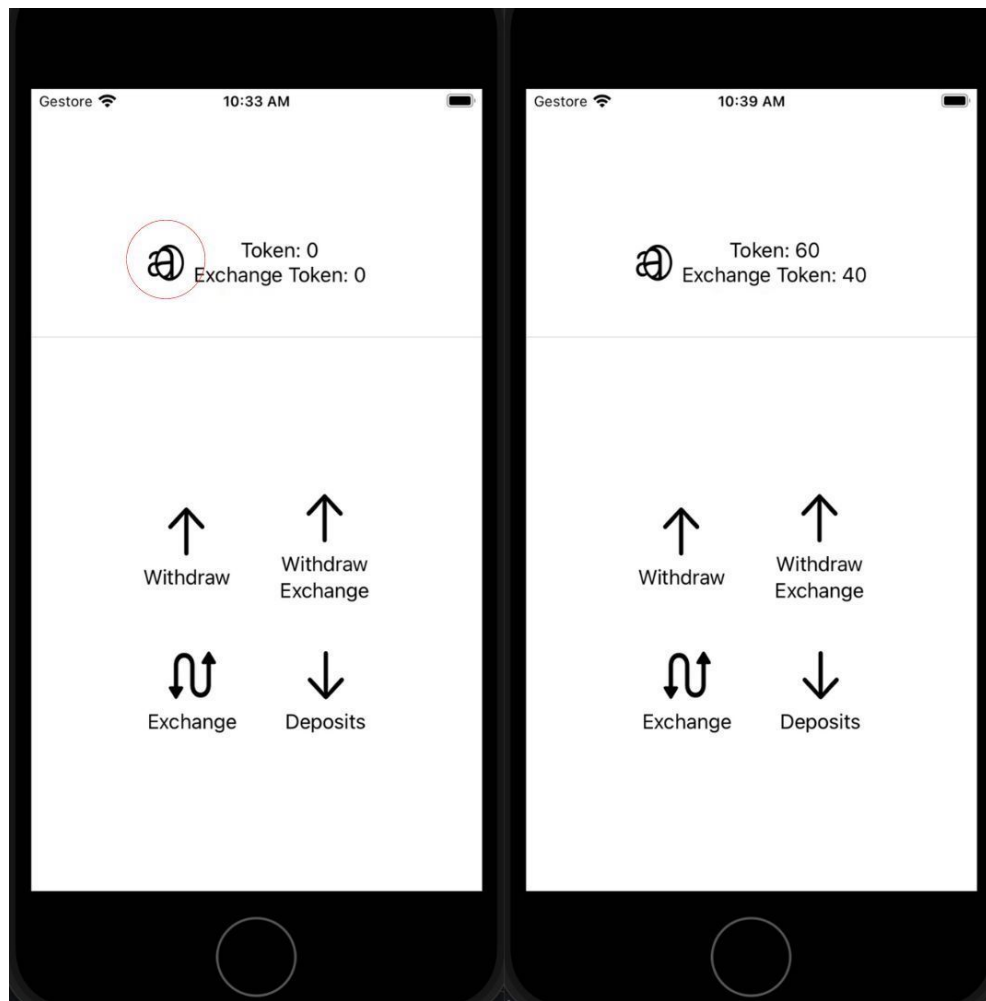 Gestore 10:33 AM
Token: 0
Exchange Token: 0
Withdraw
Withdraw
Exchange
Exchange
Deposits
Gestore 10:39 AM
Token: 60
Exchange Token: 40
Withdraw
Withdraw
Exchange
Exchange
Deposits